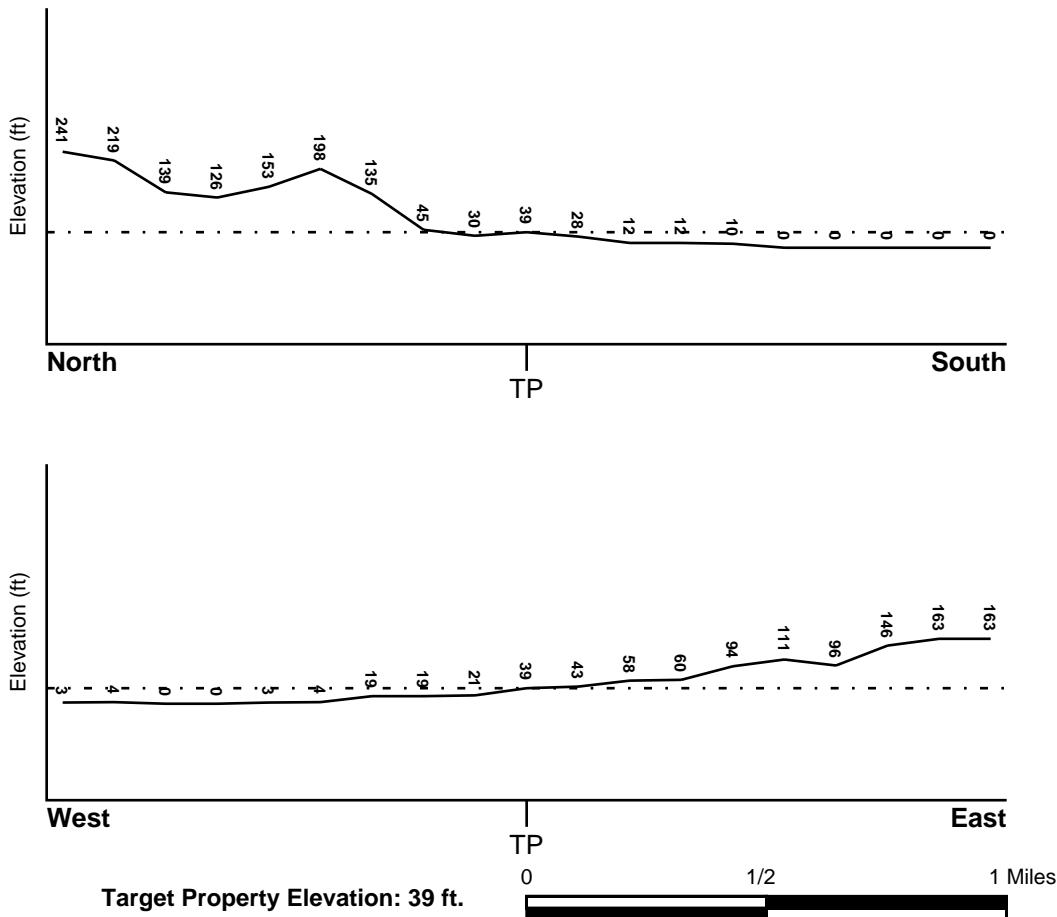 Elevation (ft)
241 219 139 126 153 198 135 45 30 39 28 12 12 10 0 0 0 0 0
North South
TP
Elevation (ft)
3 4 0 0 3 4 19 19 21 39 43 58 60 94 111 96 146 163 163
West East
TP
0 1/2 1 Miles
Target Property Elevation: 39 ft.